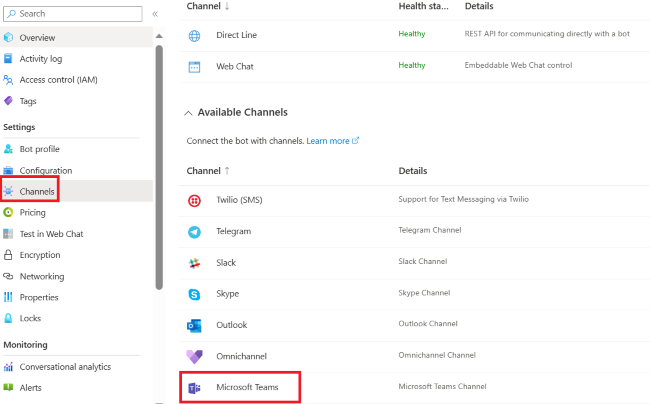 Search
«
Overview
Activity log
Access control (IAM)
Tags
Settings
Bot profile
Configuration
Channels
Pricing
Test in Web Chat
Encryption
Networking
Properties
Locks
Monitoring
Conversational analytics
Alerts
Channel ↓ Health sta... Details
Direct Line Healthy REST API for communicating directly with a bot
Web Chat Healthy Embeddable Web Chat control
Available Channels
Connect the bot with channels. Learn more
Channel ↑ Details
Twilio (SMS) Support for Text Messaging via Twilio
Telegram Telegram Channel
Slack Slack Channel
Skype Skype Channel
Outlook Outlook Channel
Omnichannel Omnichannel Channel
Microsoft Teams Microsoft Teams Channel